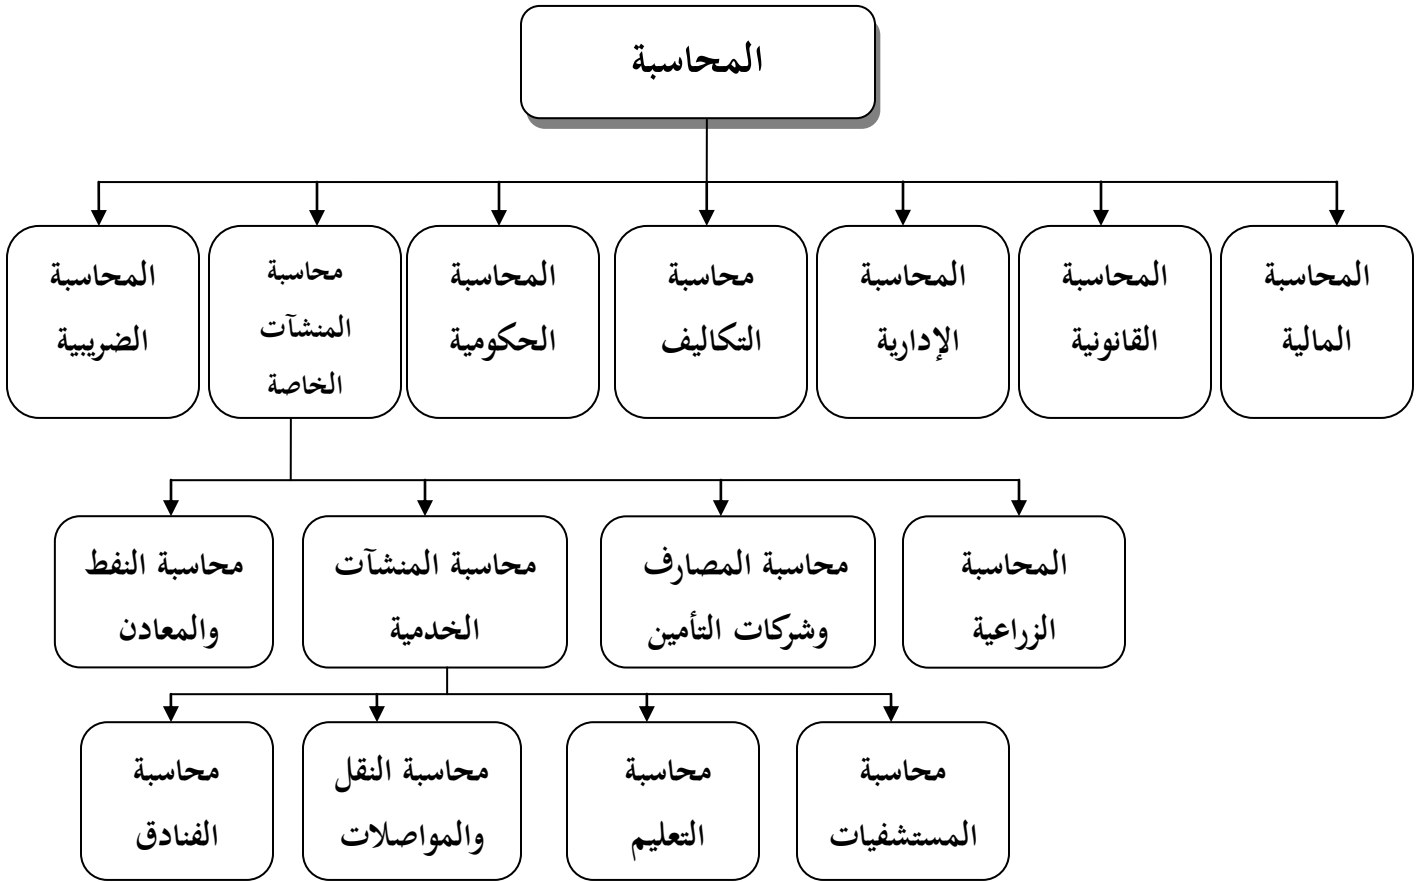 المحاسبة
المحاسبة
المالية
المحاسبة
القانونية
المحاسبة
الإدارية
محاسبة
التكاليف
المحاسبة
الحكومية
محاسبة
المنشآت
الخاصة
المحاسبة
الضريبية
المحاسبة
الزراعية
محاسبة المصارف
وشركات التأمين
محاسبة المنشآت
الخدمية
محاسبة النفط
والمعادن
محاسبة
المستشفيات
محاسبة
التعليم
محاسبة النقل
والمواصلات
محاسبة
الفنادق